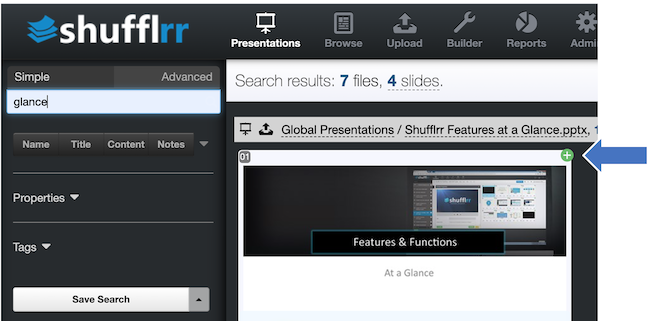 shufflrr
Presentations Browse Upload Builder Reports Admi
Simple Advanced
glance
Search results: 7 files, 4 slides.
Name Title Content Notes
Global Presentations / Shufflrr Features at a Glance.pptx, 1
01
shufflrr
Features & Functions
At a Glance
Properties
Tags
Save Search